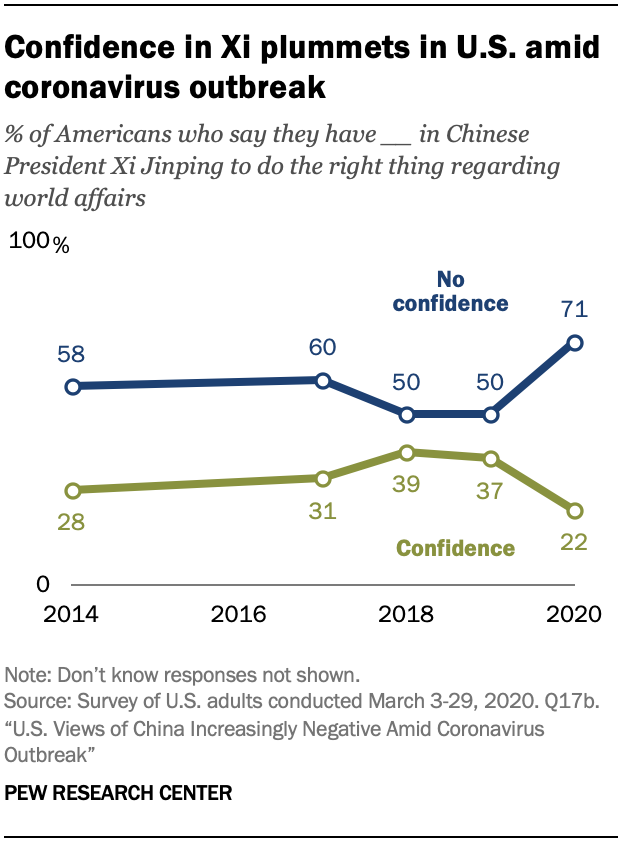 Confidence in Xi plummets in U.S. amid
coronavirus outbreak
% of Americans who say they have __ in Chinese
President Xi Jinping to do the right thing regarding
world affairs
100%
No
confidence
71
58
60
50
50
39
37
28
31
22
Confidence
0
2014
2016
2018
2020
Note: Don’t know responses not shown.
Source: Survey of U.S. adults conducted March 3-29, 2020. Q17b.
“U.S. Views of China Increasingly Negative Amid Coronavirus
Outbreak”
PEW RESEARCH CENTER